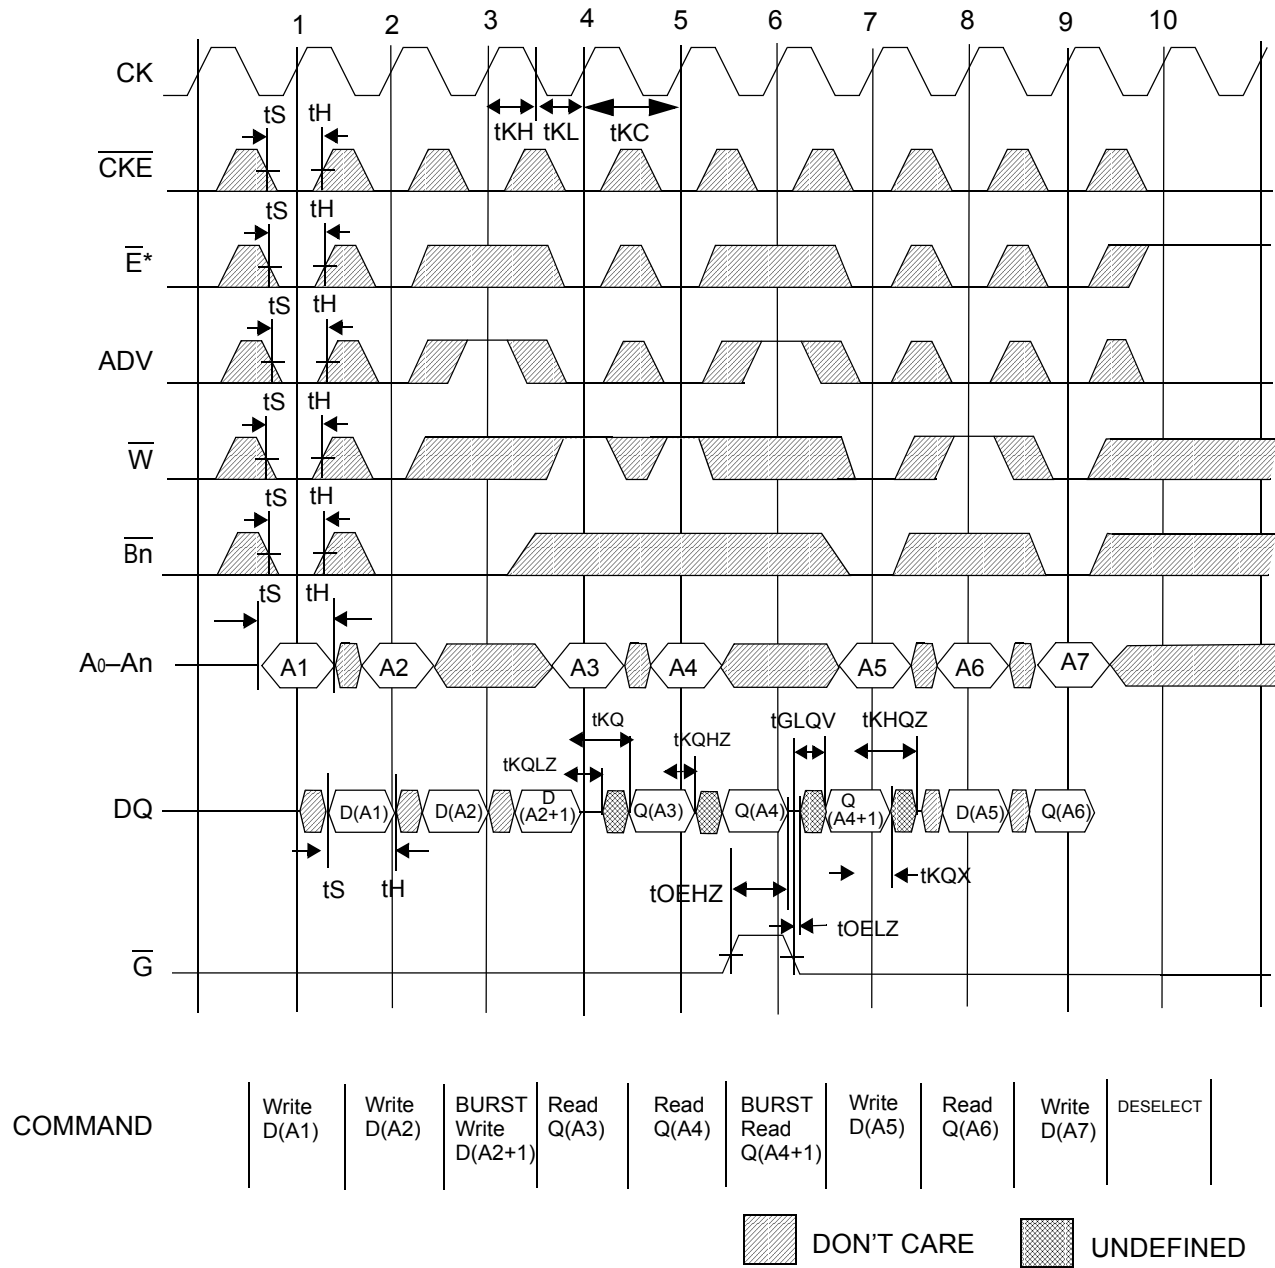 1 2 3 4 5 6 7 8 9 10
CK
tKH tKL tKC
tS tH
CKE
tS tH
E*
tS tH
ADV
tS tH
W
tS tH
Bn
tS tH
A0–An A1 A2 A3 A4 A5 A6 A7
tKQ tGLQV tKHQZ
tKQLZ tKQHZ
DQ D(A1) D(A2) D
(A2+1) Q(A3) Q(A4) Q
(A4+1) D(A5) Q(A6)
tS tH tOEHZ tKQX
tOELZ
G
COMMAND
Write
D(A1)
Write
D(A2)
BURST
Write
D(A2+1)
Read
Q(A3)
Read
Q(A4)
BURST
Read
Q(A4+1)
Write
D(A5)
Read
Q(A6)
Write
D(A7)
DESELECT
DON'T CARE
UNDEFINED